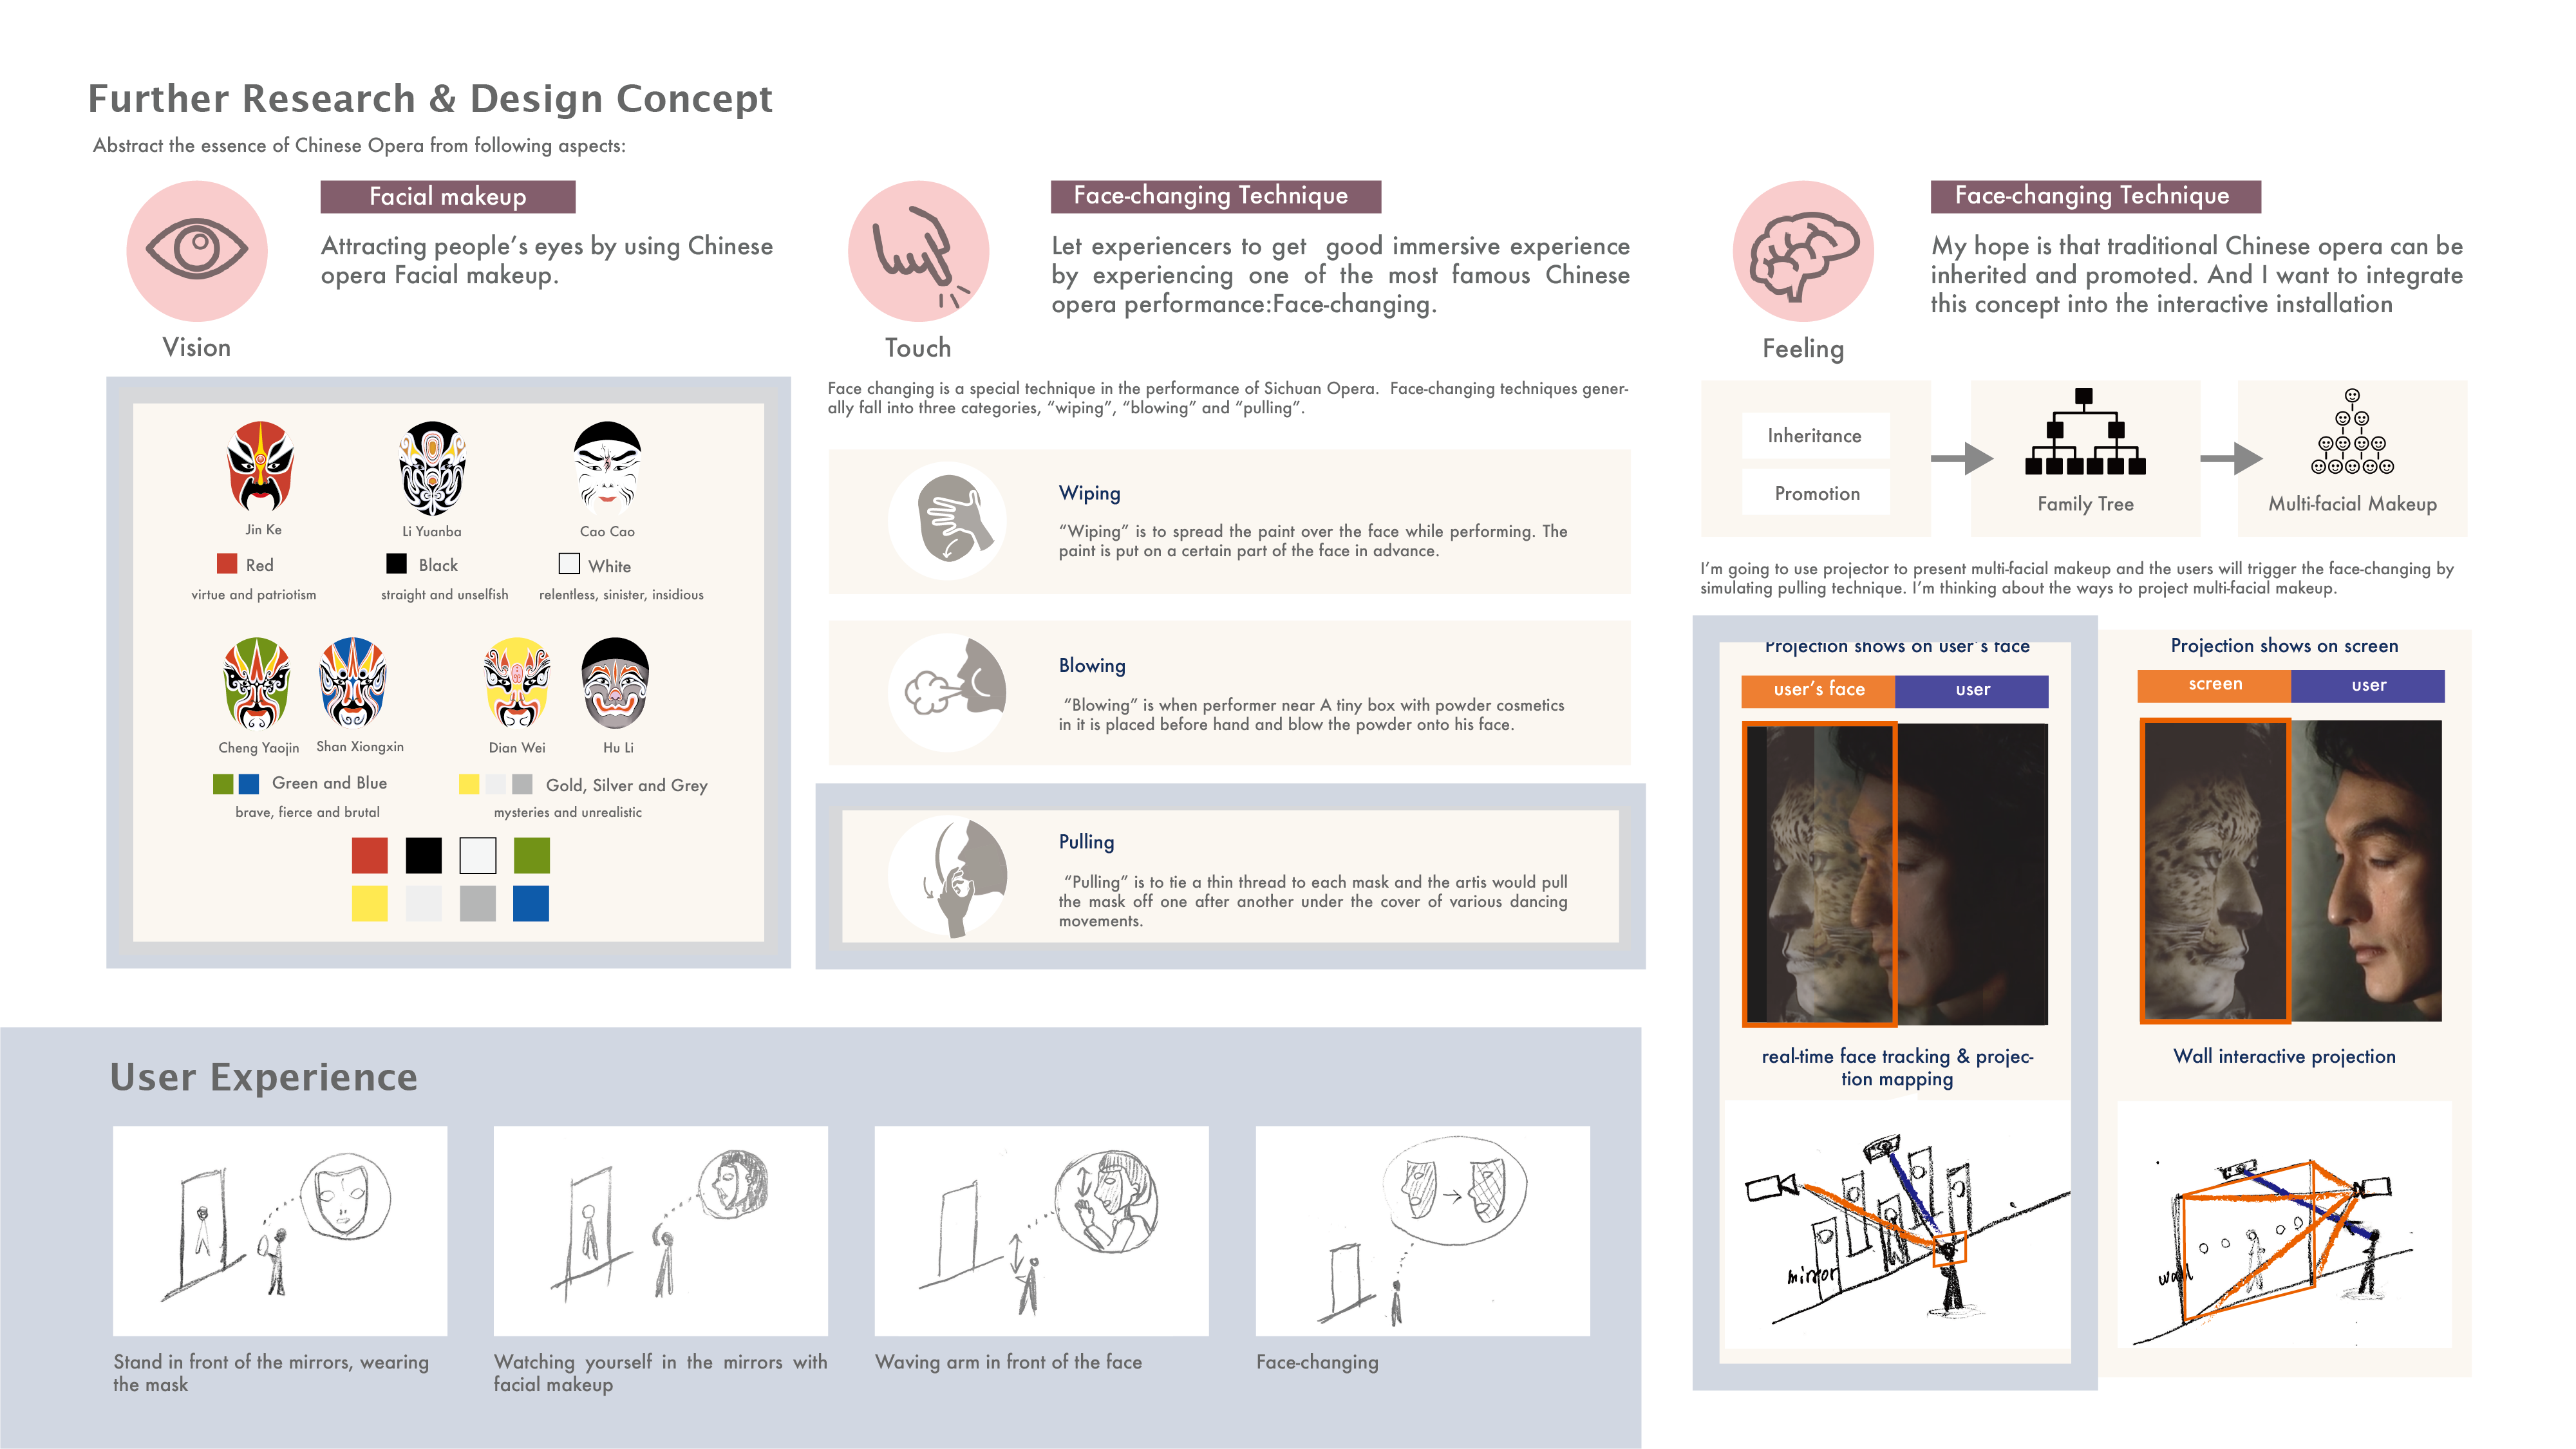 Further Research & Design Concept
Abstract the essence of Chinese Opera from following aspects:
Vision
Facial makeup
Attracting people's eyes by using Chinese
opera Facial makeup.
Jin Ke
Li Yuanba
Cao Cao
Red
Black
White
virtue and patriotism
straight and unselfish
relentless, sinister, insidious
Cheng Yaojin
Shan Xiongxin
Dian Wei
Hu Li
Green and Blue
Gold, Silver and Grey
brave, fierce and brutal
mysteries and unrealistic
Touch
Face-changing Technique
Let experiencers to get good immersive experience
by experiencing one of the most famous Chinese
opera performance:Face-changing.
Face changing is a special technique in the performance of Sichuan Opera. Face-changing techniques gener-
ally fall into three categories, “wiping”, “blowing” and “pulling”.
Wiping
“Wiping” is to spread the paint over the face while performing. The
paint is put on a certain part of the face in advance.
Blowing
“Blowing” is when performer near A tiny box with powder cosmetics
in it is placed before hand and blow the powder onto his face.
Pulling
“Pulling” is to tie a thin thread to each mask and the artis would pull
the mask off one after another under the cover of various dancing
movements.
Feeling
Face-changing Technique
My hope is that traditional Chinese opera can be
inherited and promoted. And I want to integrate
this concept into the interactive installation
Inheritance
Promotion
Family Tree
Multi-facial Makeup
I'm going to use projector to present multi-facial makeup and the users will trigger the face-changing by
simulating pulling technique. I'm thinking about the ways to project multi-facial makeup.
Projection shows on user's face
user's face
user
real-time face tracking & projec-
tion mapping
mirror
Projection shows on screen
screen
user
Wall interactive projection
wall
User Experience
Stand in front of the mirrors, wearing
the mask
Watching yourself in the mirrors with
facial makeup
Waving arm in front of the face
Face-changing